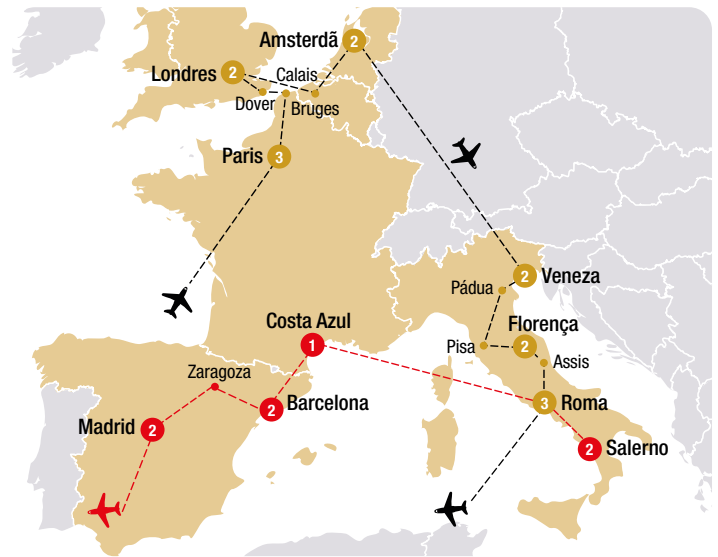 Amsterdã
2
Londres
2
Calais
Dover
Bruges
Paris
3
2
Veneza
Pádua
Costa Azul
1
Florença
2
Pisa
Assis
Zaragoza
2
Barcelona
3
Roma
Madrid
2
2
Salerno